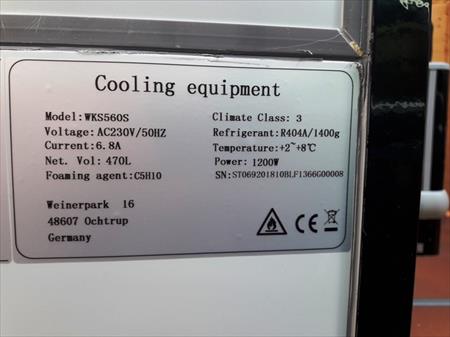 Cooling equipment
Model:WKS560S
Voltage:AC230V/50HZ
Current:6.8A
Net. Vol: 470L
Foaming agent:C5H10
Climate Class: 3
Refrigerant:R404A/1400g
Temperature:+2~+8℃
Power: 1200W
SN:ST069201810BLF1366G00008
Weinerpark 16
48607 Ochtrup
Germany
CE